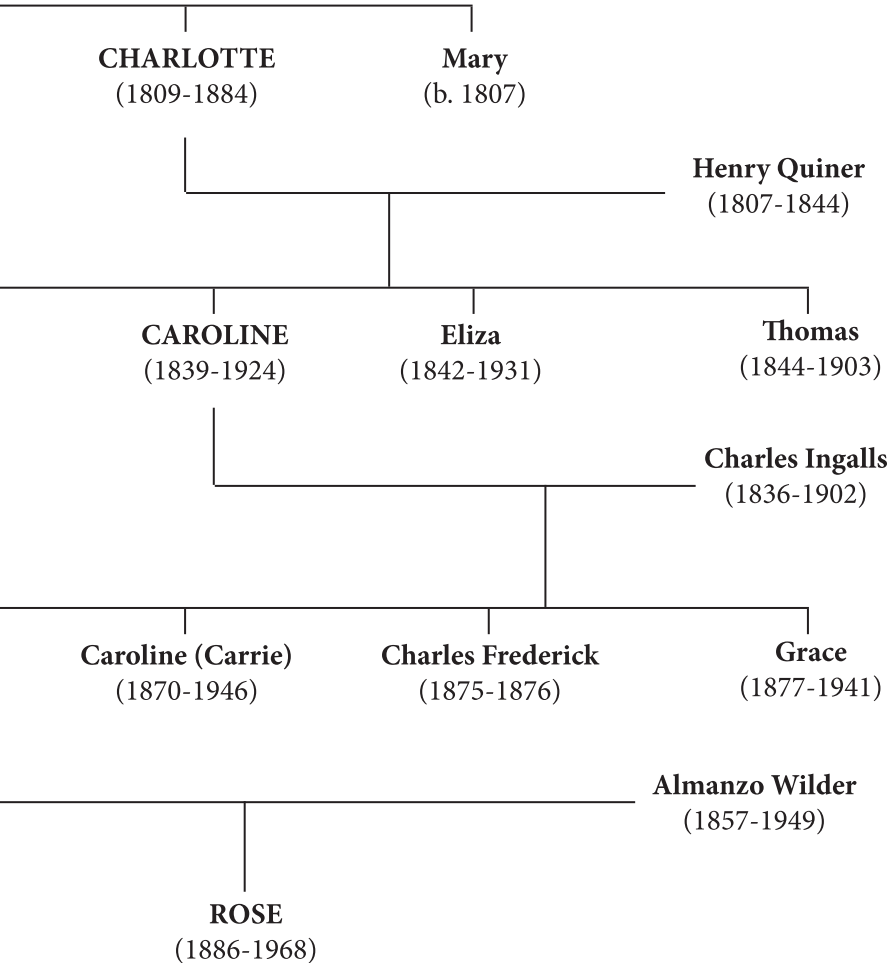 CHARLOTTE
(1809-1884)
Mary
(b. 1807)
Henry Quiner
(1807-1844)
CAROLINE
(1839-1924)
Eliza
(1842-1931)
Thomas
(1844-1903)
Charles Ingalls
(1836-1902)
Caroline (Carrie)
(1870-1946)
Charles Frederick
(1875-1876)
Grace
(1877-1941)
Almanzo Wilder
(1857-1949)
ROSE
(1886-1968)